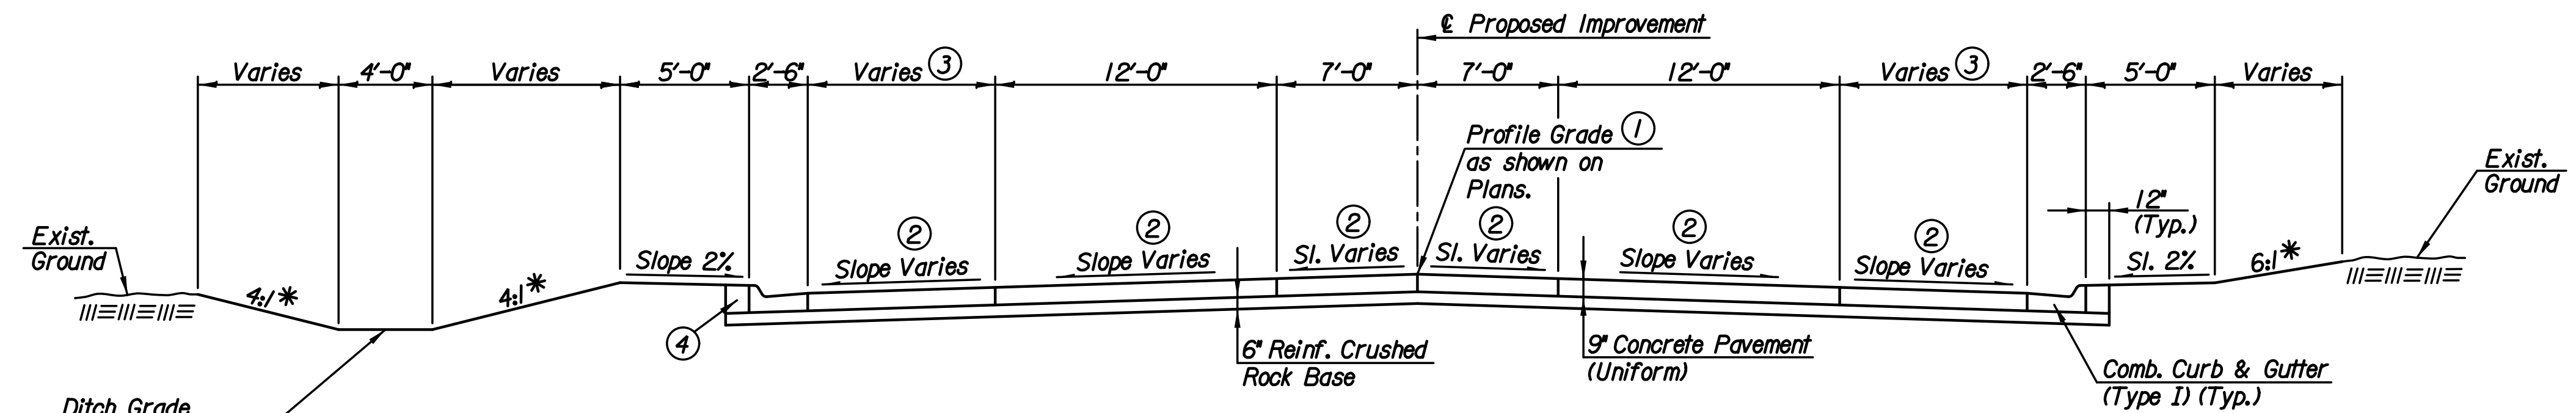 ℄ Proposed Improvement
Varies 4'-0" Varies 5'-0" 2'-6" Varies 3 12'-0" 7'-0" 7'-0" 12'-0" Varies 3 2'-6" 5'-0" Varies
Profile Grade 1
as shown on
Plans.
Exist.
Ground
12"
(Typ.)
Exist.
Ground
4:1*
4:1*
Slope 2%
2
Slope Varies
2
Slope Varies
2
Sl. Varies
2
Sl. Varies
2
Slope Varies
2
Slope Varies
Sl. 2%
6:1*
4
6" Reinf. Crushed
Rock Base
9" Concrete Pavement
(Uniform)
Comb. Curb & Gutter
(Type I) (Typ.)
Ditch Grade